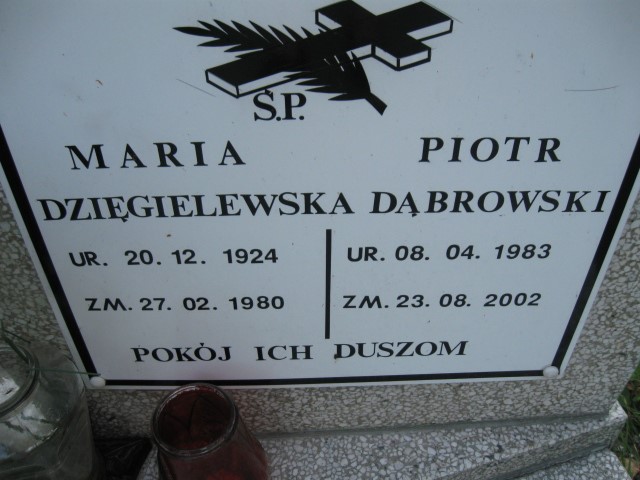 Ś.P.
MARIA PIOTR
DZIĘGIELEWSKA DĄBROWSKI
UR. 20. 12. 1924 UR. 08. 04. 1983
ZM. 27. 02. 1980 ZM. 23. 08. 2002
POKÓJ ICH DUSZOM